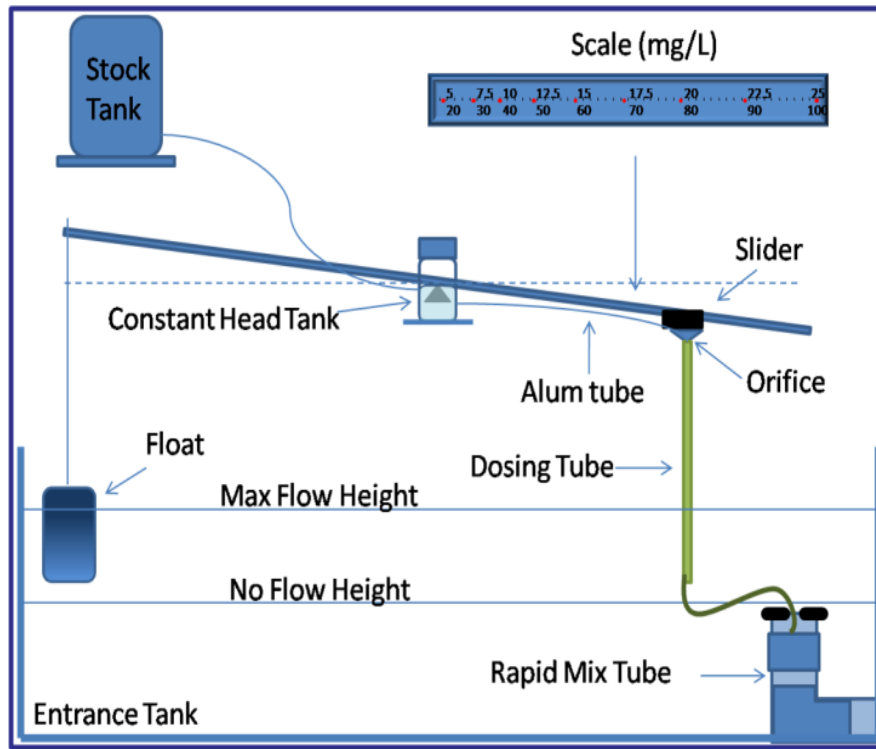 Stock
Tank
Scale (mg/L)
5 7.5 10 12.5 15 17.5 20 22.5 25
20 30 40 50 60 70 80 90 100
Slider
Constant Head Tank
Alum tube
Orifice
Float
Dosing Tube
Max Flow Height
No Flow Height
Rapid Mix Tube
Entrance Tank